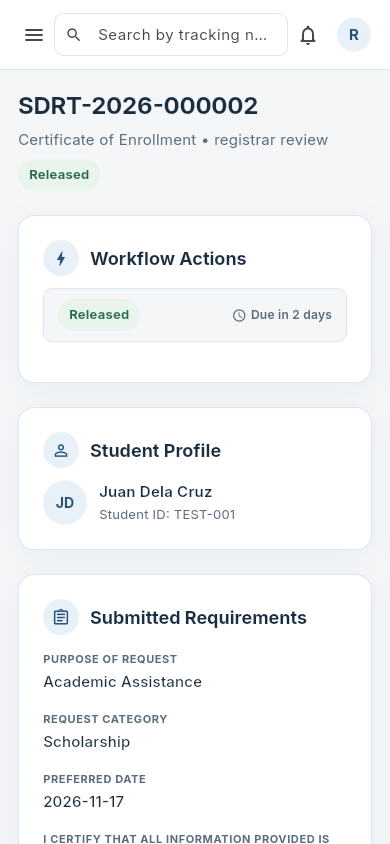 Search by tracking n...
R
SDRT-2026-000002
Certificate of Enrollment • registrar review
Released
Workflow Actions
Released
Due in 2 days
Student Profile
JD
Juan Dela Cruz
Student ID: TEST-001
Submitted Requirements
PURPOSE OF REQUEST
Academic Assistance
REQUEST CATEGORY
Scholarship
PREFERRED DATE
2026-11-17
I CERTIFY THAT ALL INFORMATION PROVIDED IS